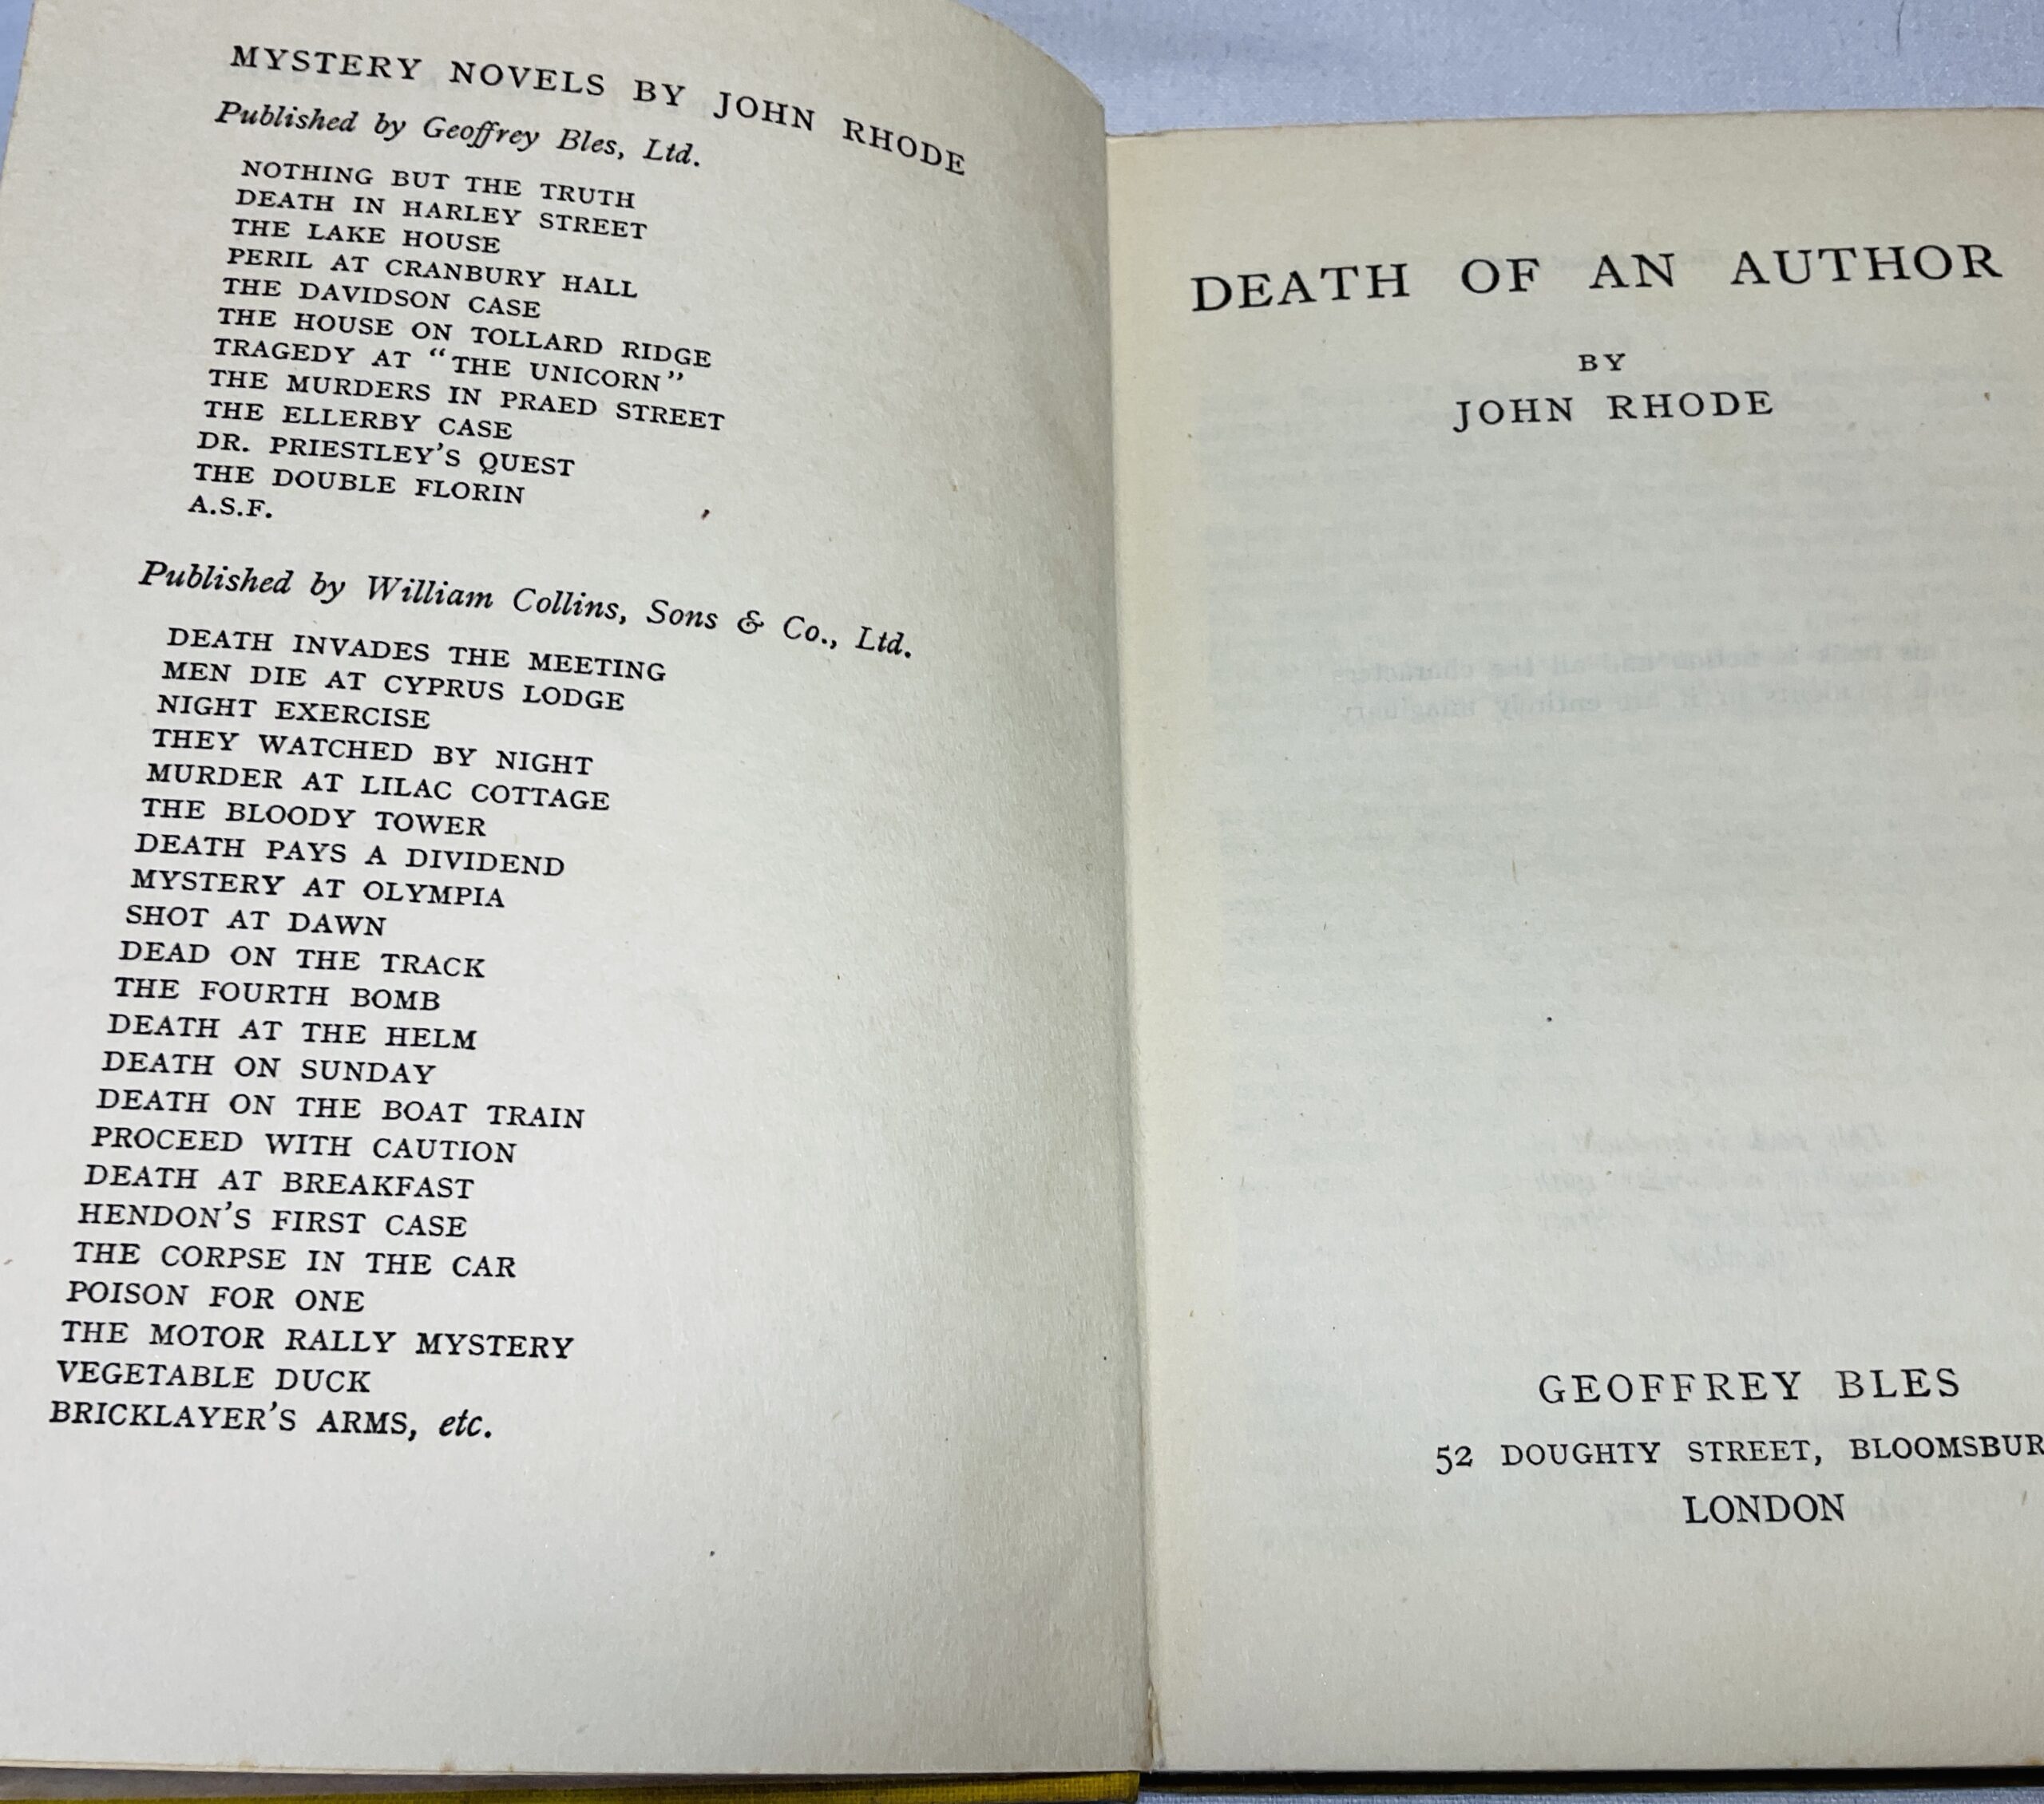 MYSTERY NOVELS BY JOHN RHODE
Published by Geoffrey Bles, Ltd.
NOTHING BUT THE TRUTH
DEATH IN HARLEY STREET
THE LAKE HOUSE
PERIL AT CRANBURY HALL
THE DAVIDSON CASE
THE HOUSE ON TOLLARD RIDGE
TRAGEDY AT “THE UNICORN”
THE MURDERS IN PRAED STREET
THE ELLERBY CASE
DR. PRIESTLEY’S QUEST
THE DOUBLE FLORIN
A.S.F.
Published by William Collins, Sons & Co., Ltd.
DEATH INVADES THE MEETING
MEN DIE AT CYPRUS LODGE
NIGHT EXERCISE
THEY WATCHED BY NIGHT
MURDER AT LILAC COTTAGE
THE BLOODY TOWER
DEATH PAYS A DIVIDEND
MYSTERY AT OLYMPIA
SHOT AT DAWN
DEAD ON THE TRACK
THE FOURTH BOMB
DEATH AT THE HELM
DEATH ON SUNDAY
DEATH ON THE BOAT TRAIN
PROCEED WITH CAUTION
DEATH AT BREAKFAST
HENDON’S FIRST CASE
THE CORPSE IN THE CAR
POISON FOR ONE
THE MOTOR RALLY MYSTERY
VEGETABLE DUCK
BRICKLAYER’S ARMS, etc.
DEATH OF AN AUTHOR
BY
JOHN RHODE
GEOFFREY BLES
52 DOUGHTY STREET, BLOOMSBUR
LONDON